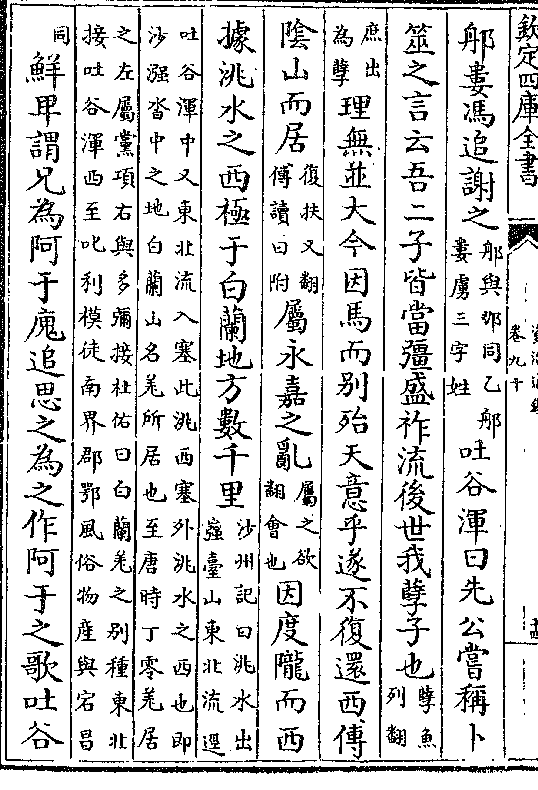 欽定四庫全書
卷九十
𨚗婁馮追謝之𨚗與那同乙𨚗婁虜三字姓吐谷渾曰先公嘗稱卜
筮之言云吾二子皆當彊盛祚流後世我孽子也孽魚列翻
庶出為孽理無並大今因馬而别殆天意乎遂不復還西傅
陰山而居復扶又翻傅讀曰附屬永嘉之亂屬之欲翻會也因度隴而西
據洮水之西極于白蘭地方數千里沙州記曰洮水出嵹臺山東北流逕
吐谷渾中又東北流入塞此洮西塞外洮水之西也即沙漒沓中之地白蘭山名羌所居也至唐時丁零羌居
之左屬黨項右與多彌接杜佑曰白蘭羌之别種東北接吐谷渾西至叱利模徒南界郡鄂風俗物産與宕昌
同鮮卑謂兄為阿干廆追思之為之作阿干之歌吐谷